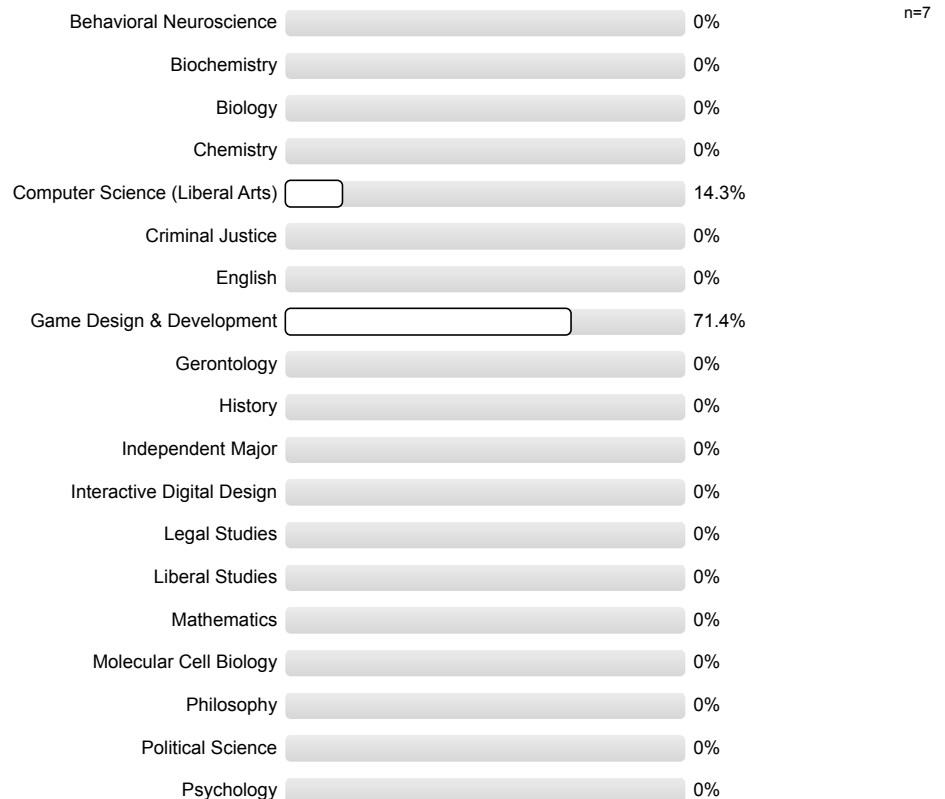 n=7
Behavioral Neuroscience 0%
Biochemistry 0%
Biology 0%
Chemistry 0%
Computer Science (Liberal Arts) 14.3%
Criminal Justice 0%
English 0%
Game Design & Development 71.4%
Gerontology 0%
History 0%
Independent Major 0%
Interactive Digital Design 0%
Legal Studies 0%
Liberal Studies 0%
Mathematics 0%
Molecular Cell Biology 0%
Philosophy 0%
Political Science 0%
Psychology 0%